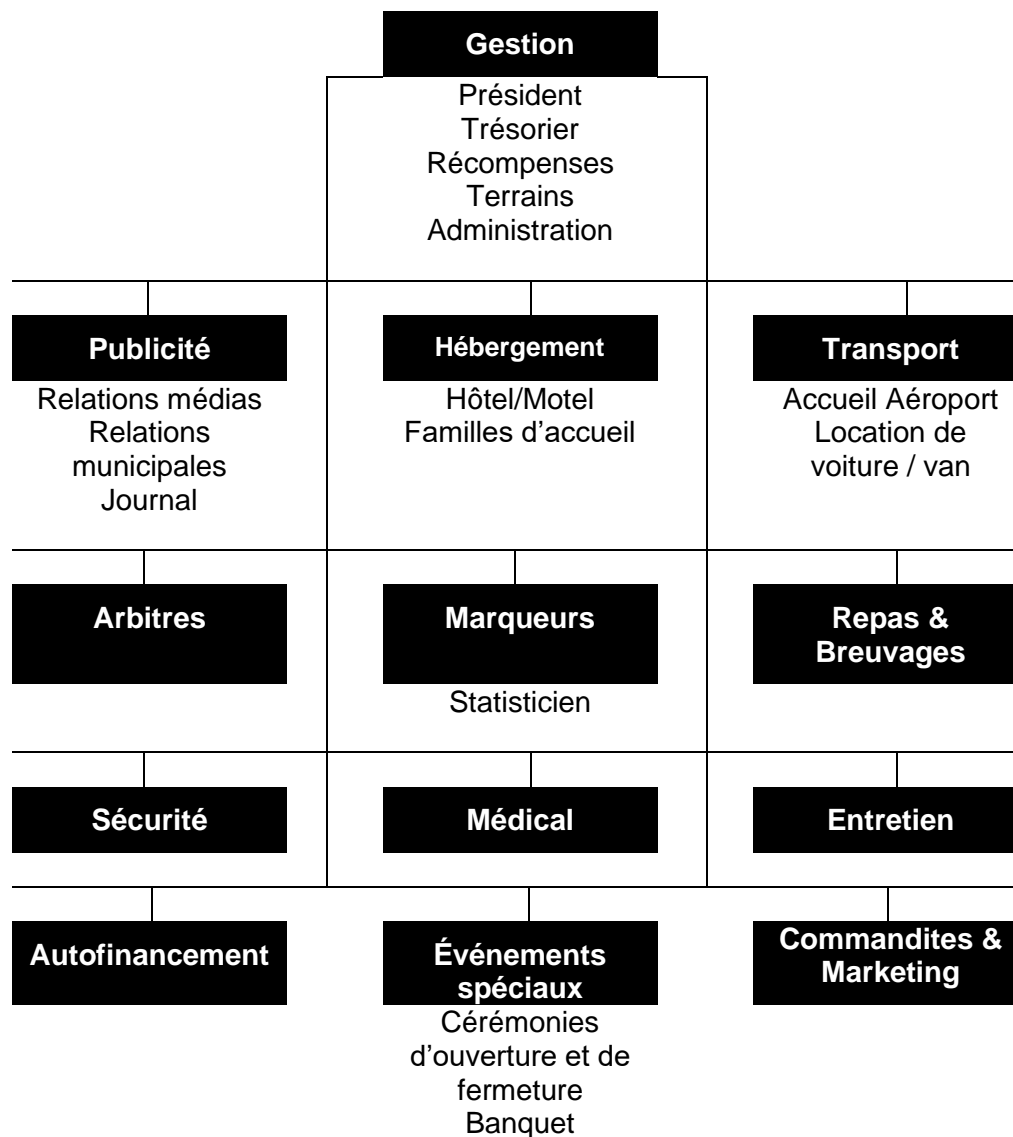 Gestion
Président
Trésorier
Récompenses
Terrains
Administration
Publicité
Relations médias
Relations
municipales
Journal
Hébergement
Hôtel/Motel
Familles d’accueil
Transport
Accueil Aéroport
Location de
voiture / van
Arbitres
Marqueurs
Statisticien
Repas &
Breuvages
Sécurité
Médical
Entretien
Autofinancement
Événements
spéciaux
Cérémonies
d’ouverture et de
fermeture
Banquet
Commandites &
Marketing